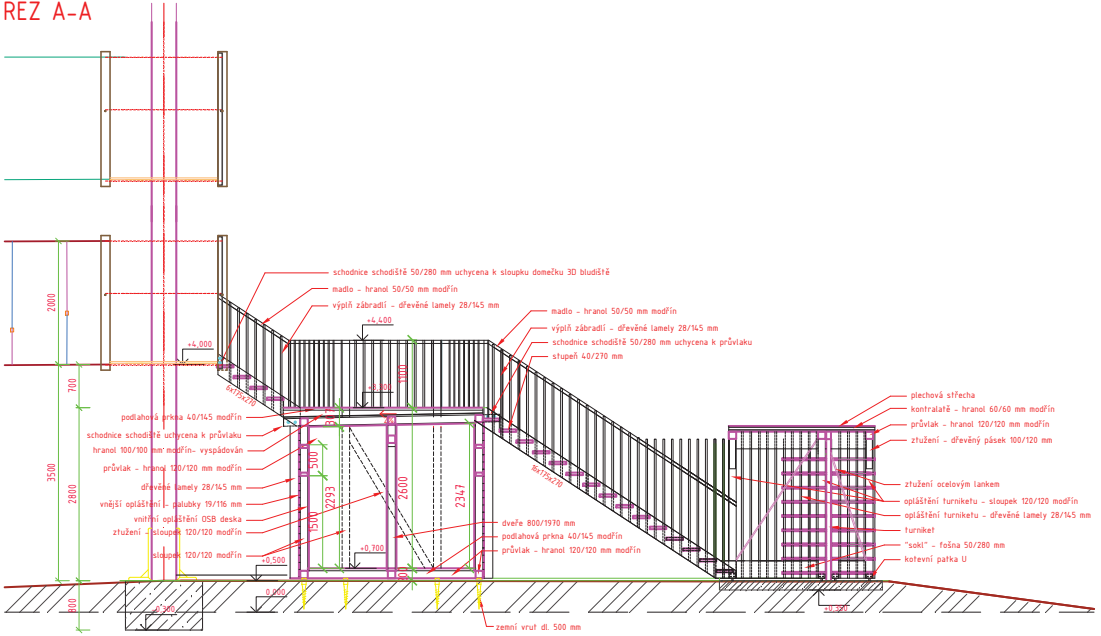 REZ A-A
schodnice schodiště 50/280 mm uchycena k sloupku domečku 3D bludiště
madlo - hranol 50/50 mm modřín
výplň zábradlí - dřevěné lamely 28/145 mm
madlo - hranol 50/50 mm modřín
výplň zábradlí - dřevěné lamely 28/145 mm
schodnice schodiště 50/280 mm uchycena k průvlaku
stupeň 40/270 mm
2000
+4,400
+4,000
700
6x175x270
1100
+3,300
plechová střecha
kontralatě - hranol 60/60 mm modřín
průvlak - hranol 120/120 mm modřín
ztužení - dřevěný pásek 100/120 mm
podlahová prkna 40/145 modřín
schodnice schodiště uchycena k průvlaku
hranol 100/100 mm modřín- vyspádován
průvlak - hranol 120/120 mm modřín
dřevěné lamely 28/145 mm
vnější opláštění - palubky 19/116 mm
vnitřní opláštění OSB deska
ztužení - sloupek 120/120 modřín
sloupek 120/120 modřín
3500
2800
500
1500
2293
2600
2347
16x175x270
ztužení ocelovým lankem
opláštění turniketu - sloupek 120/120 modřín
opláštění turniketu - dřevěné lamely 28/145 mm
turniket
"sokl" - fošna 50/280 mm
kotevní patka U
dveře 800/1970 mm
podlahová prkna 40/145 modřín
průvlak - hranol 120/120 mm modřín
+0,700
+0,500
0,000
800
zemní vrut dl. 500 mm